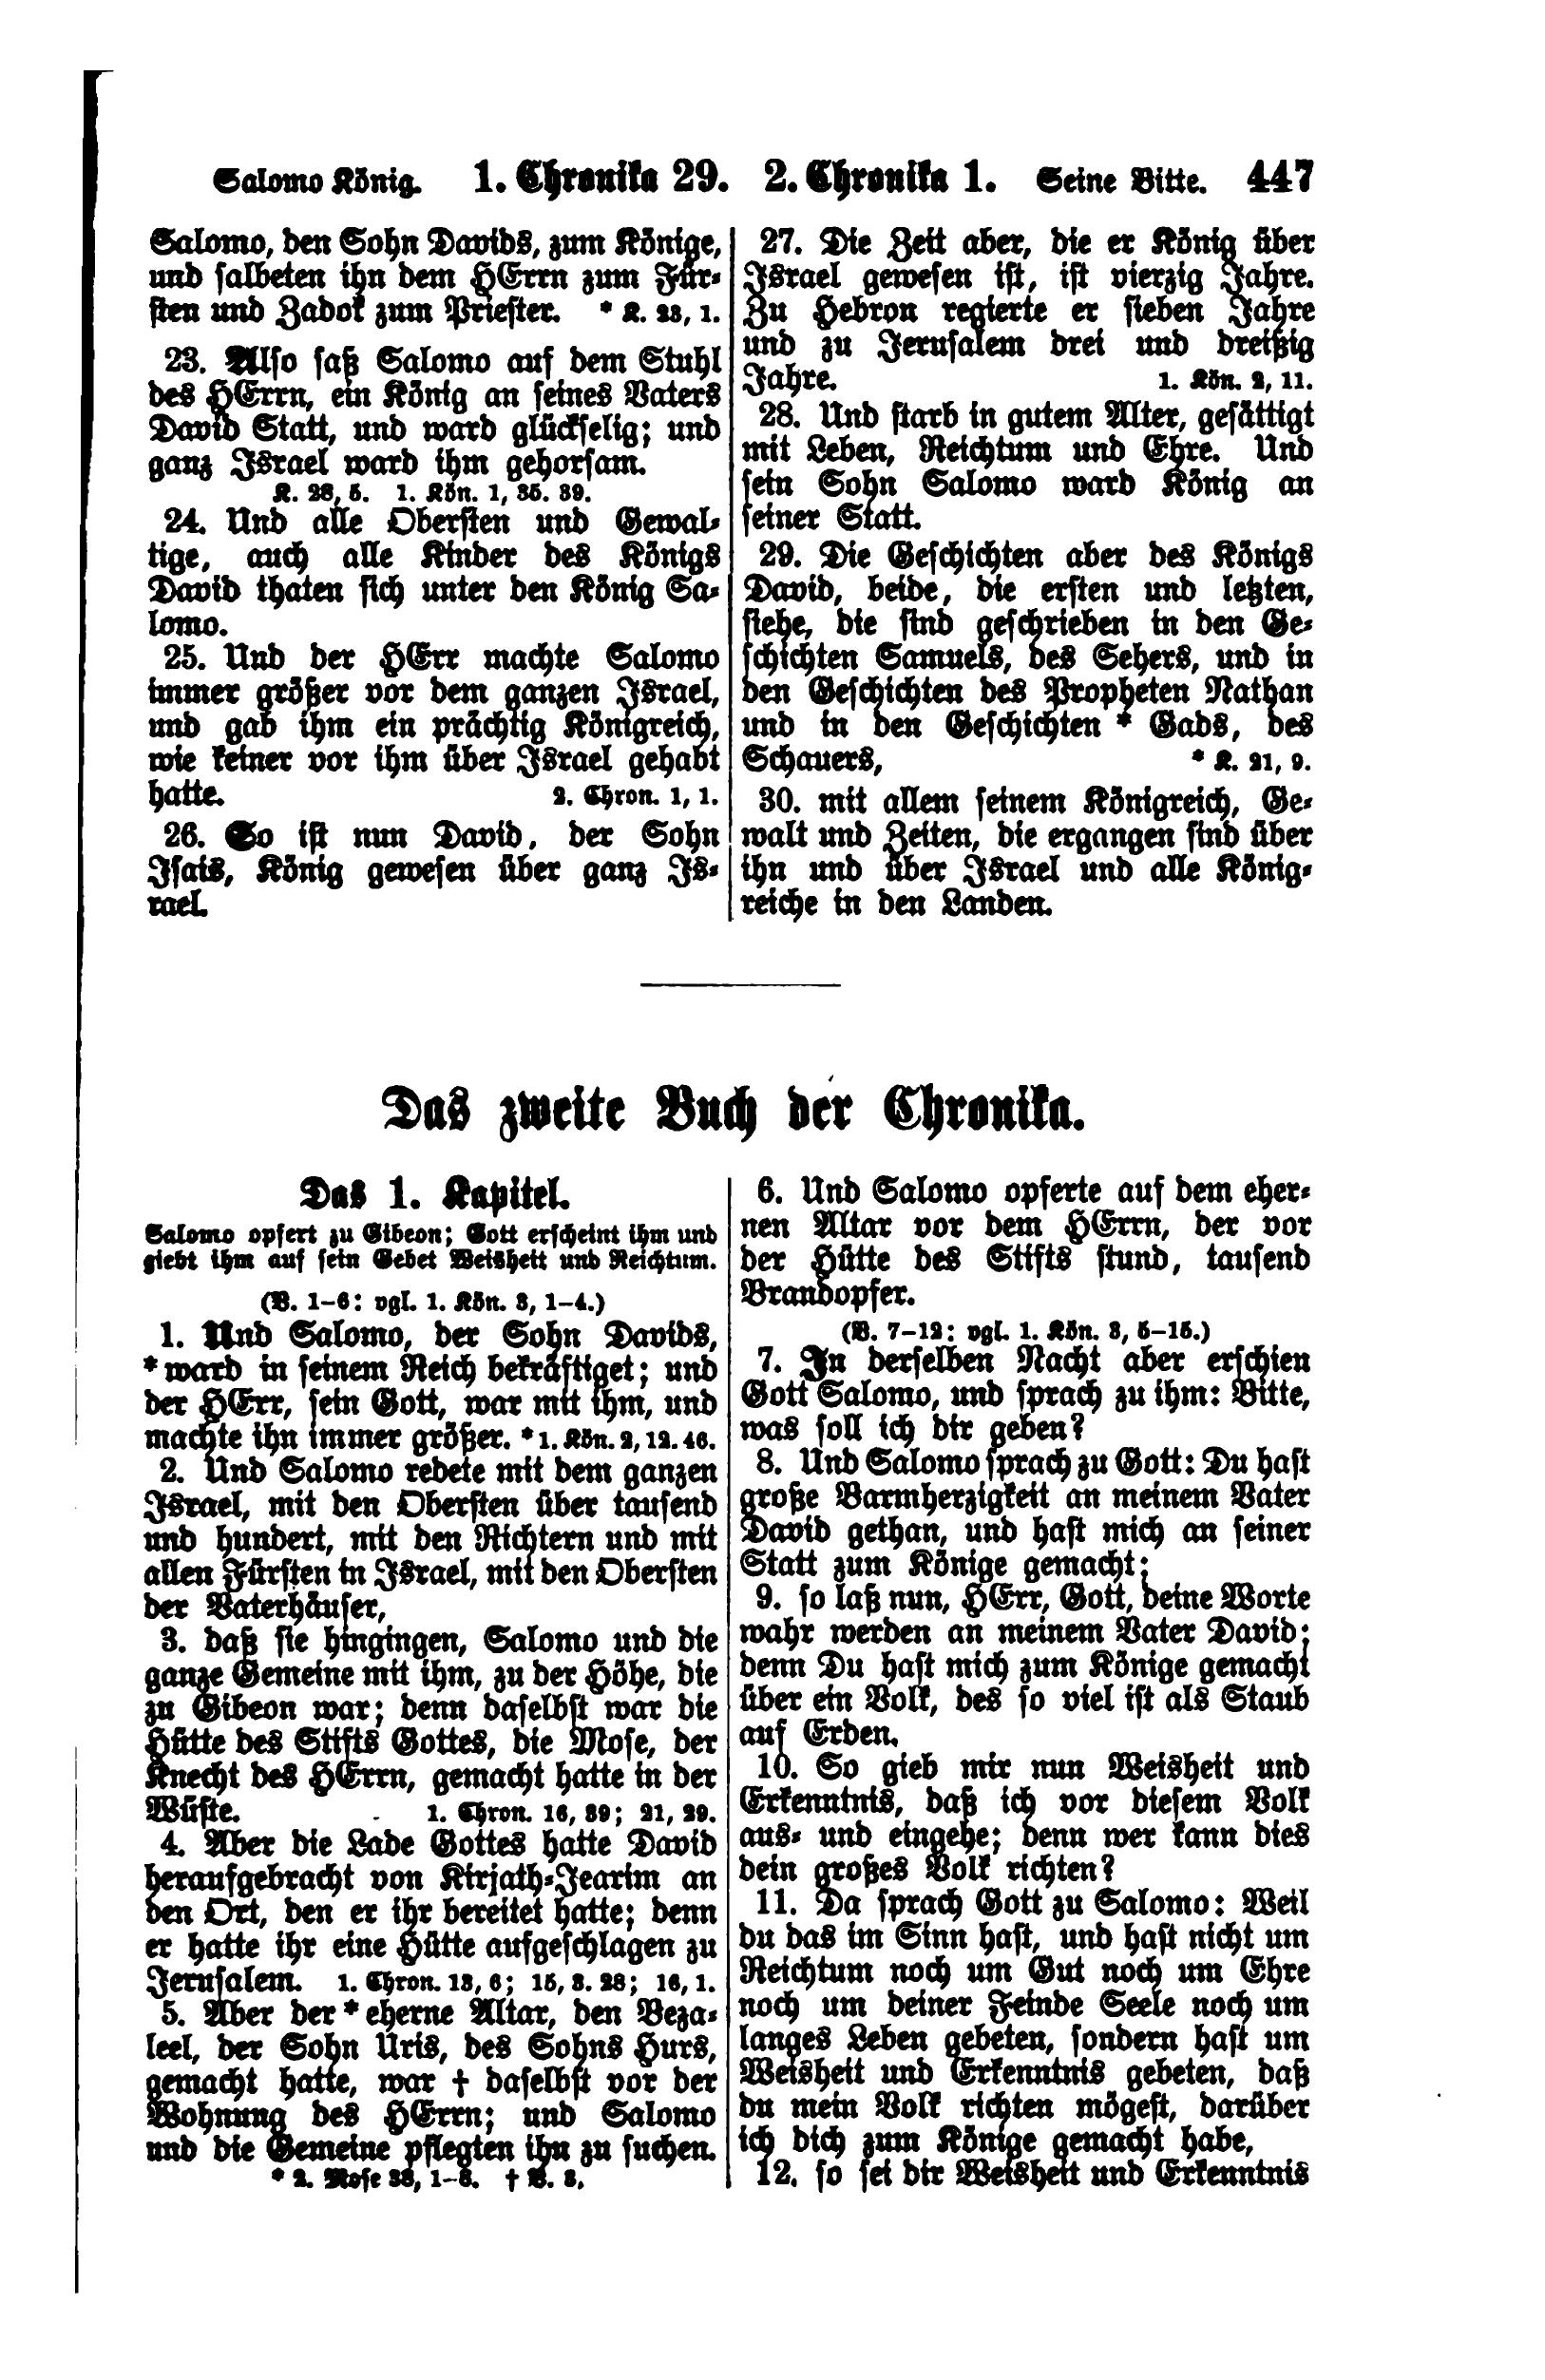 Salomo König. 1. Chronika 29. 2. Chronika 1. Seine Bitte. 447
Salomo, den Sohn Davids, zum Könige,
und salbeten ihn dem HErrn zum Für-
sten und Zadok zum Priester. * K. 23, 1.
23. Also saß Salomo auf dem Stuhl
des HErrn, ein König an seines Vaters
David Statt, und ward glückselig; und
ganz Israel ward ihm gehorsam.
K. 28, 5. 1. Kön. 1, 35. 39.
24. Und alle Obersten und Gewal-
tige, auch alle Kinder des Königs
David thaten sich unter den König Sa-
lomo.
25. Und der HErr machte Salomo
immer größer vor dem ganzen Israel,
und gab ihm ein prächtig Königreich,
wie keiner vor ihm über Israel gehabt
hatte. 2. Chron. 1, 1.
26. So ist nun David, der Sohn
Isais, König gewesen über ganz Is-
rael.
27. Die Zeit aber, die er König über
Israel gewesen ist, ist vierzig Jahre.
Zu Hebron regierte er sieben Jahre
und zu Jerusalem drei und dreißig
Jahre. 1. Kön. 2, 11.
28. Und starb in gutem Alter, gesättigt
mit Leben, Reichtum und Ehre. Und
sein Sohn Salomo ward König an
seiner Statt.
29. Die Geschichten aber des Königs
David, beide, die ersten und letzten,
siehe, die sind geschrieben in den Ge-
schichten Samuels, des Sehers, und in
den Geschichten des Propheten Nathan
und in den Geschichten * Gads, des
Schauers, * K. 21, 9.
30. mit allem seinem Königreich, Ge-
walt und Zeiten, die ergangen sind über
ihn und über Israel und alle König-
reiche in den Landen.
Das zweite Buch der Chronika.
Das 1. Kapitel.
Salomo opfert zu Gibeon; Gott erscheint ihm und
giebt ihm auf sein Gebet Weisheit und Reichtum.
(V. 1-6: vgl. 1. Kön. 3, 1-4.)
1. Und Salomo, der Sohn Davids,
* ward in seinem Reich bekräftiget; und
der HErr, sein Gott, war mit ihm, und
machte ihn immer größer. * 1. Kön. 2, 12. 46.
2. Und Salomo redete mit dem ganzen
Israel, mit den Obersten über tausend
und hundert, mit den Richtern und mit
allen Fürsten in Israel, mit den Obersten
der Vaterhäuser,
3. daß sie hingingen, Salomo und die
ganze Gemeine mit ihm, zu der Höhe, die
zu Gibeon war; denn daselbst war die
Hütte des Stifts Gottes, die Mose, der
Knecht des HErrn, gemacht hatte in der
Wüste. 1. Chron. 16, 39; 21, 29.
4. Aber die Lade Gottes hatte David
heraufgebracht von Kirjath-Jearim an
den Ort, den er ihr bereitet hatte; denn
er hatte ihr eine Hütte aufgeschlagen zu
Jerusalem. 1. Chron. 13, 6; 15, 3. 28; 16, 1.
5. Aber der * eherne Altar, den Beza-
leel, der Sohn Uris, des Sohns Hurs,
gemacht hatte, war † daselbst vor der
Wohnung des HErrn; und Salomo
und die Gemeine pflegten ihn zu suchen.
* 2. Mose 38, 1-8. † V. 3.
6. Und Salomo opferte auf dem eher-
nen Altar vor dem HErrn, der vor
der Hütte des Stifts stund, tausend
Brandopfer.
(V. 7-12: vgl. 1. Kön. 3, 5-15.)
7. In derselben Nacht aber erschien
Gott Salomo, und sprach zu ihm: Bitte,
was soll ich dir geben?
8. Und Salomo sprach zu Gott: Du hast
große Barmherzigkeit an meinem Vater
David gethan, und hast mich an seiner
Statt zum Könige gemacht;
9. so laß nun, HErr, Gott, deine Worte
wahr werden an meinem Vater David;
denn Du hast mich zum Könige gemacht
über ein Volk, des so viel ist als Staub
auf Erden.
10. So gieb mir nun Weisheit und
Erkenntnis, daß ich vor diesem Volk
aus- und eingehe; denn wer kann dies
dein großes Volk richten?
11. Da sprach Gott zu Salomo: Weil
du das im Sinn hast, und hast nicht um
Reichtum noch um Gut noch um Ehre
noch um deiner Feinde Seele noch um
langes Leben gebeten, sondern hast um
Weisheit und Erkenntnis gebeten, daß
du mein Volk richten mögest, darüber
ich dich zum Könige gemacht habe,
12. so sei dir Weisheit und Erkenntnis